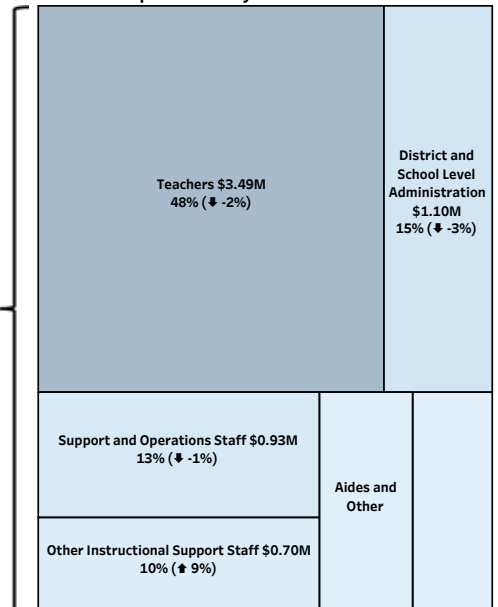 Teachers $3.49M
48% (⬇ -2%)
District and
School Level
Administration
$1.10M
15% (⬇ -3%)
Support and Operations Staff $0.93M
13% (⬇ -1%)
Aides and
Other
Other Instructional Support Staff $0.70M
10% (⬆ 9%)